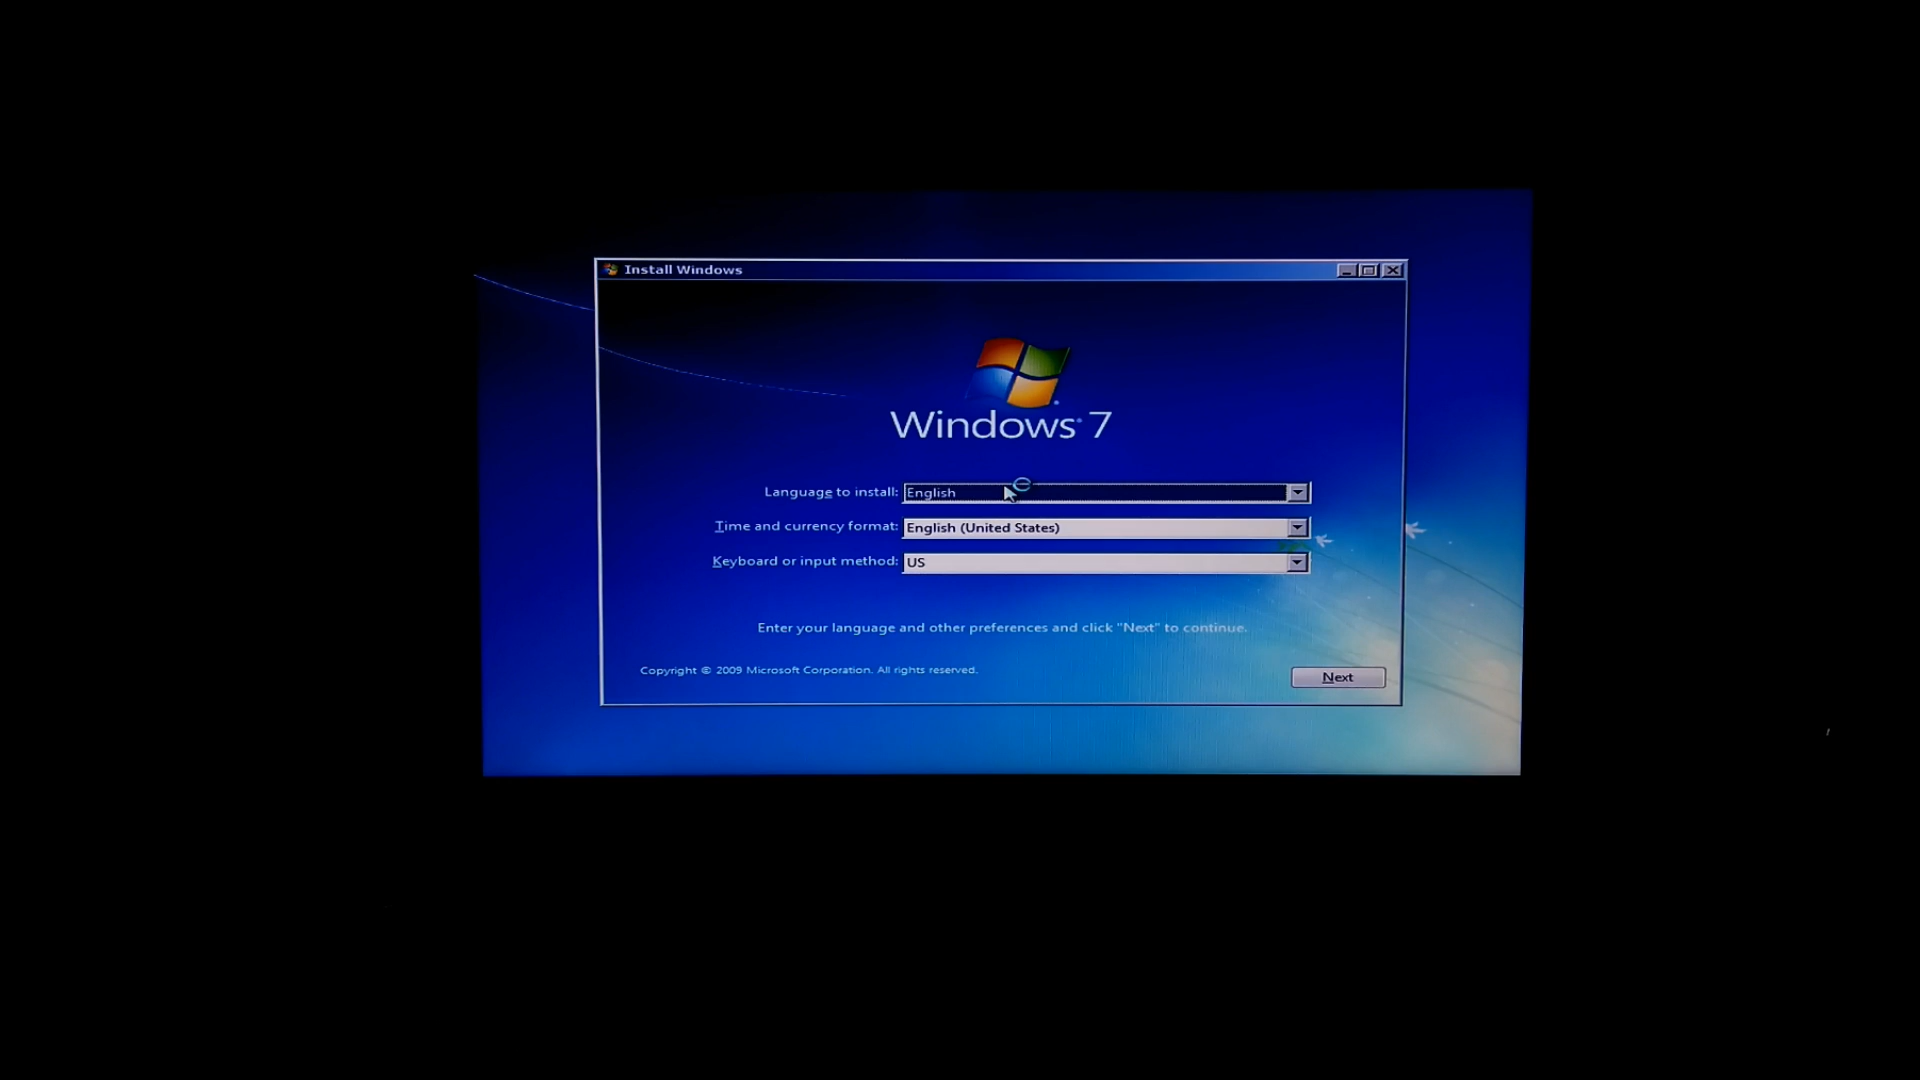 Install Windows
Windows® 7
Language to install: English
Time and currency format: English (United States)
Keyboard or input method: US
Enter your language and other preferences and click "Next" to continue.
Copyright © 2009 Microsoft Corporation. All rights reserved.
Next